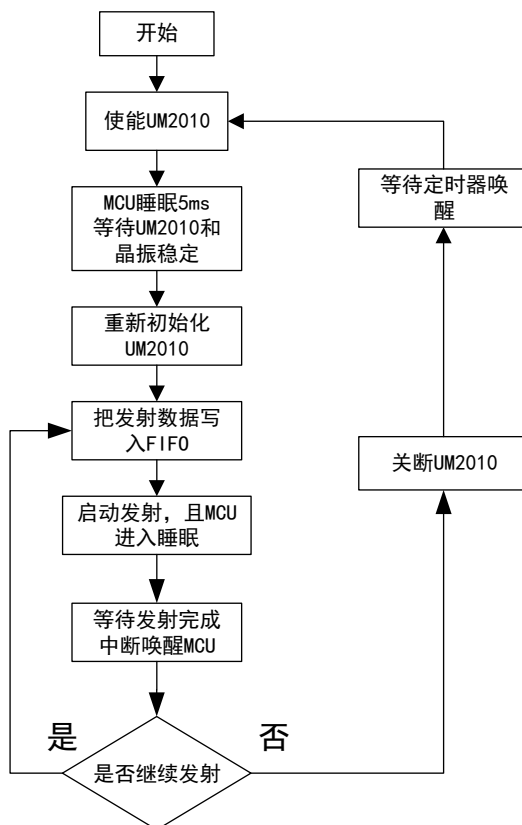 开始
使能UM2010
MCU睡眠5ms
等待UM2010和
晶振稳定
重新初始化
UM2010
把发射数据写
入FIFO
启动发射，且MCU
进入睡眠
等待发射完成
中断唤醒MCU
是否继续发射
是
否
关断UM2010
等待定时器唤
醒